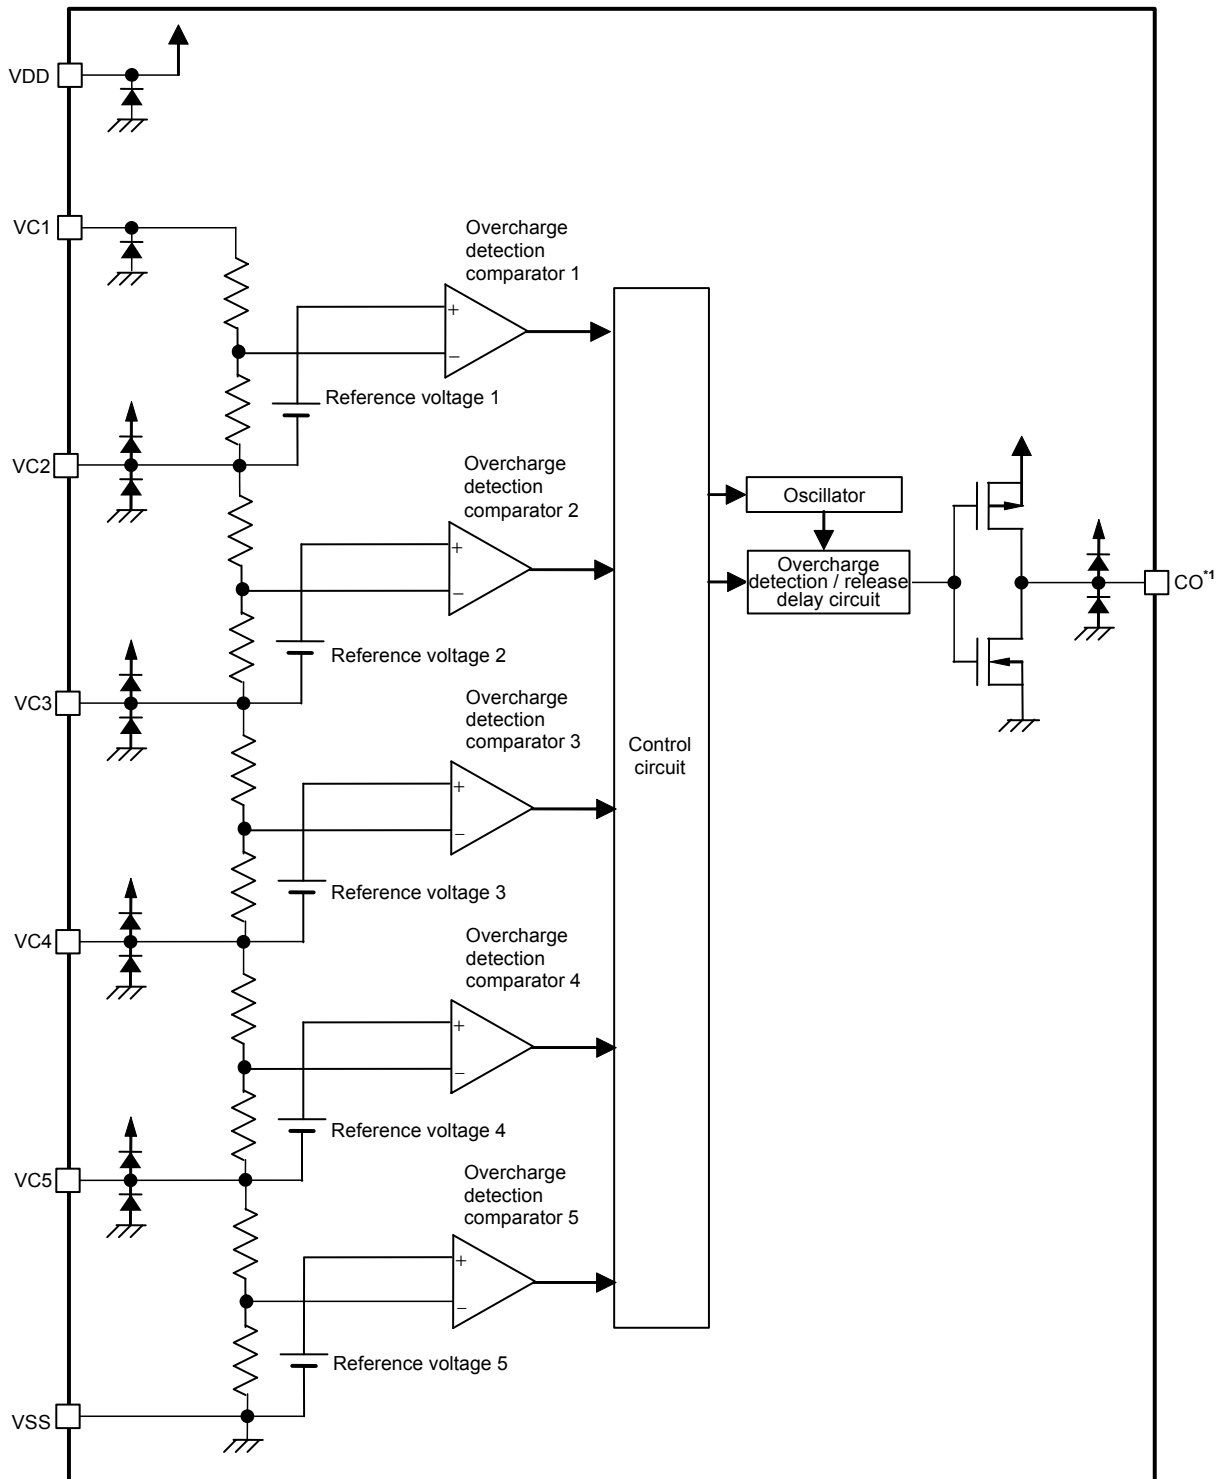 VDD
VC1
Overcharge
detection
comparator 1
+
−
Reference voltage 1
VC2
Overcharge
detection
comparator 2
+
−
Reference voltage 2
Oscillator
Overcharge
detection / release
delay circuit
CO*1
VC3
Overcharge
detection
comparator 3
+
−
Control
circuit
Reference voltage 3
VC4
Overcharge
detection
comparator 4
+
−
Reference voltage 4
VC5
Overcharge
detection
comparator 5
+
−
Reference voltage 5
VSS